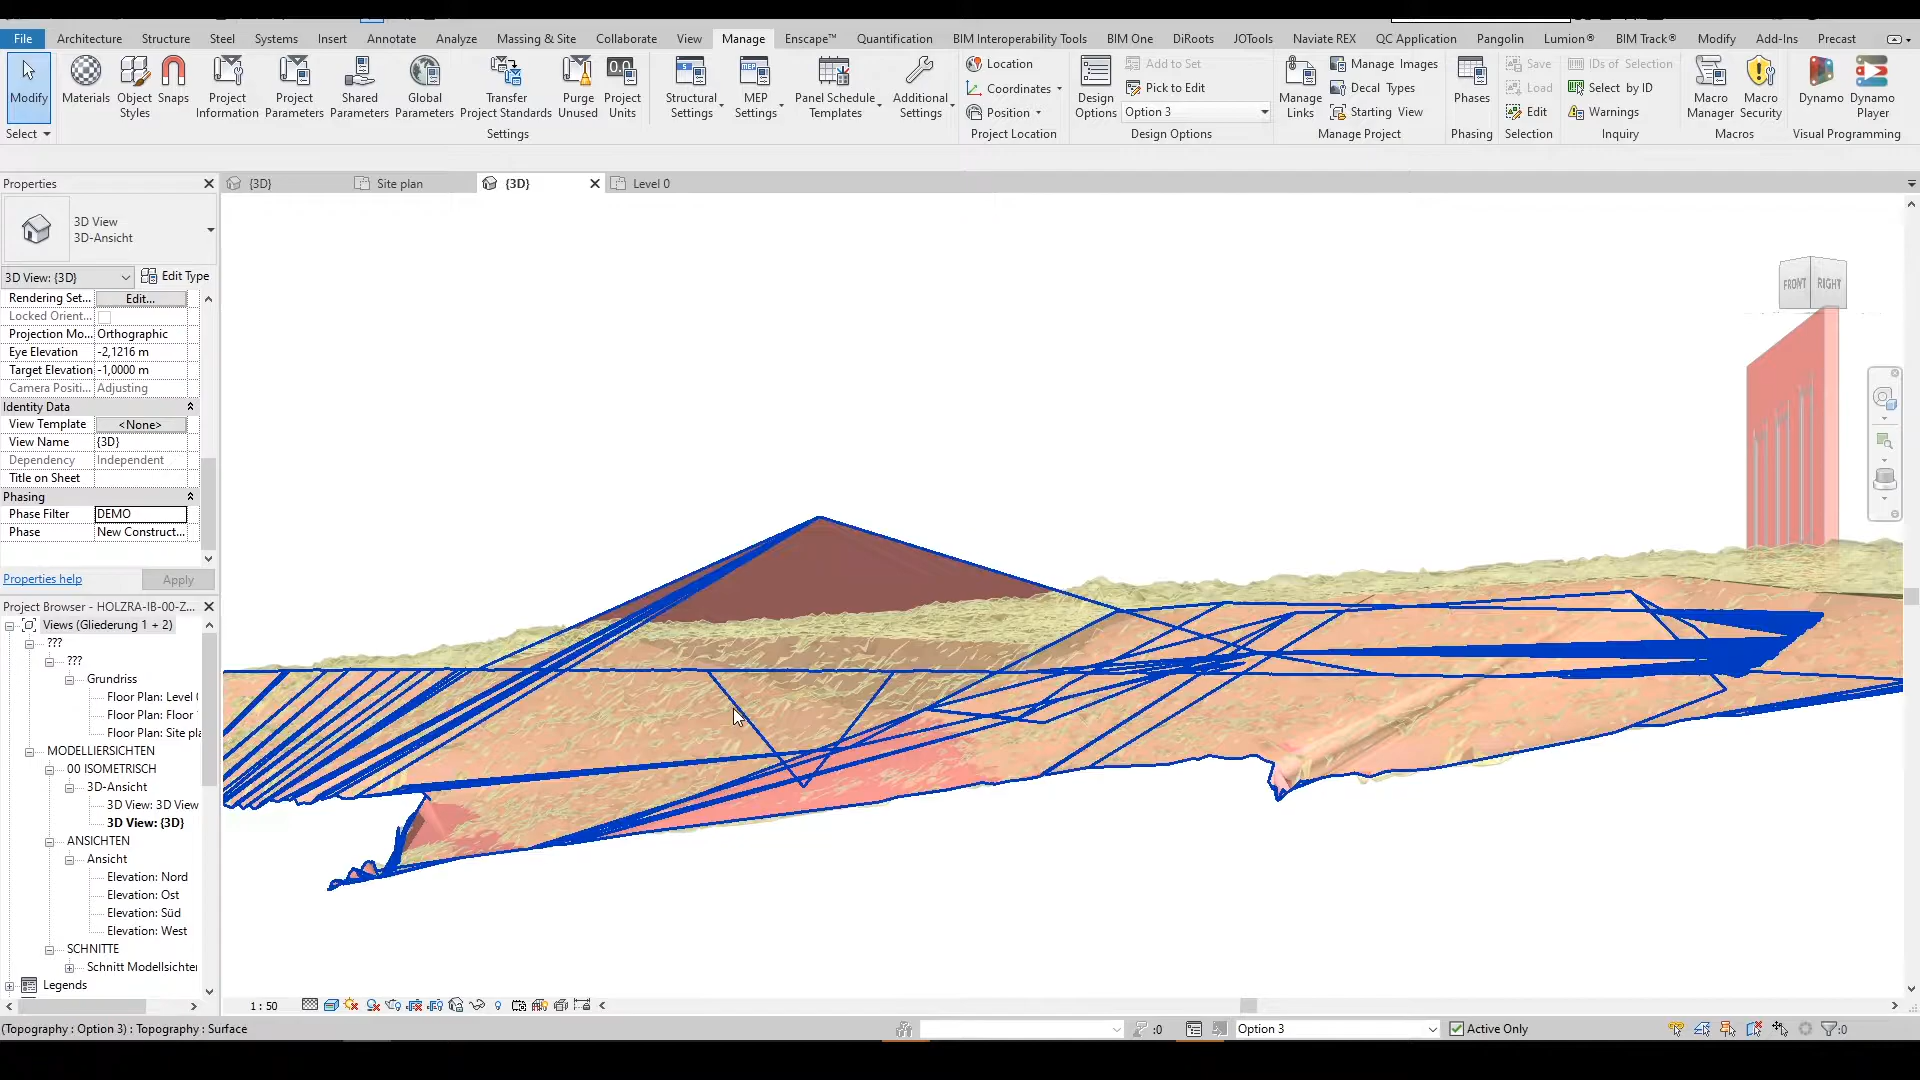 File Architecture Structure Steel Systems Insert Annotate Analyze Massing & Site Collaborate View Manage Enscape™ Quantification BIM Interoperability Tools BIM One DiRoots JOTools Naviate REX QC Application Pangolin Lumion® BIM Track® Modify Add-Ins Precast
Modify
Materials
Object Styles
Snaps
Project Information
Project Parameters
Shared Parameters
Global Parameters
Transfer Project Standards
Purge Unused
Project Units
Structural Settings
MEP Settings
Panel Schedule Templates
Additional Settings
Location
Coordinates
Position
Design Options
Add to Set
Pick to Edit
Option 3
Manage Links
Manage Images
Decal Types
Starting View
Phases
Save
Load
Edit
IDs of Selection
Select by ID
Warnings
Macro Manager
Macro Security
Dynamo
Dynamo Player
Select Settings Project Location Design Options Manage Project Phasing Selection Inquiry Macros Visual Programming
Properties
{3D} Site plan {3D} Level 0
3D View
3D-Ansicht
3D View: {3D} Edit Type
Rendering Set... Edit...
Locked Orient...
Projection Mo... Orthographic
Eye Elevation -2,1216 m
Target Elevation -1,0000 m
Camera Positi... Adjusting
Identity Data
View Template <None>
View Name {3D}
Dependency Independent
Title on Sheet
Phasing
Phase Filter DEMO
Phase New Construct...
Properties help Apply
Project Browser - HOLZRA-IB-00-Z...
Views (Gliederung 1 + 2)
???
???
Grundriss
Floor Plan: Level
Floor Plan: Floor
Floor Plan: Site pla
MODELLIERSICHTEN
00 ISOMETRISCH
3D-Ansicht
3D View: 3D View
3D View: {3D}
ANSICHTEN
Ansicht
Elevation: Nord
Elevation: Ost
Elevation: Süd
Elevation: West
SCHNITTE
Schnitt Modellsichter
Legends
FRONT RIGHT
1 : 50
(Topography : Option 3) : Topography : Surface
:0
Option 3
Active Only
:0